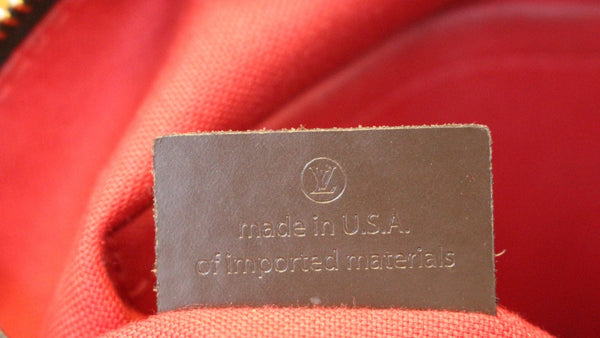 LV
made in U.S.A.
of imported materials